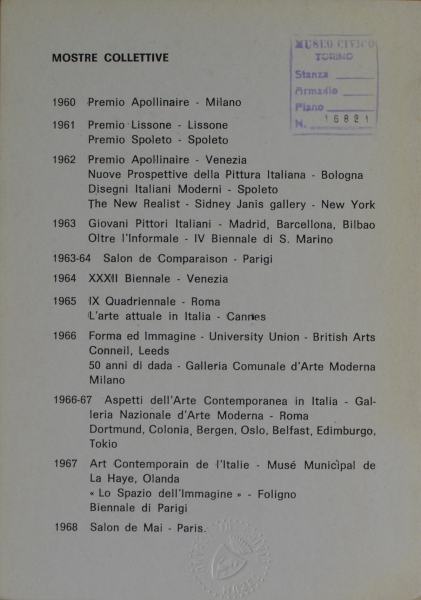 MOSTRE COLLETTIVE
MUSEO CIVICO
TORINO
Stanza
Armadio
Piano
N. 16821
1960 Premio Apollinaire - Milano
1961 Premio Lissone - Lissone
Premio Spoleto - Spoleto
1962 Premio Apollinaire - Venezia
Nuove Prospettive della Pittura Italiana - Bologna
Disegni Italiani Moderni - Spoleto
The New Realist - Sidney Janis gallery - New York
1963 Giovani Pittori Italiani - Madrid, Barcellona, Bilbao
Oltre l'Informale - IV Biennale di S. Marino
1963-64 Salon de Comparaison - Parigi
1964 XXXII Biennale - Venezia
1965 IX Quadriennale - Roma
L'arte attuale in Italia - Cannes
1966 Forma ed Immagine - University Union - British Arts
Conneil, Leeds
50 anni di dada - Galleria Comunale d'Arte Moderna
Milano
1966-67 Aspetti dell'Arte Contemporanea in Italia - Gal-
leria Nazionale d'Arte Moderna - Roma
Dortmund, Colonia, Bergen, Oslo, Belfast, Edimburgo,
Tokio
1967 Art Contemporain de l'Italie - Musé Municipal de
La Haye, Olanda
« Lo Spazio dell'Immagine » - Foligno
Biennale di Parigi
1968 Salon de Mai - Paris.